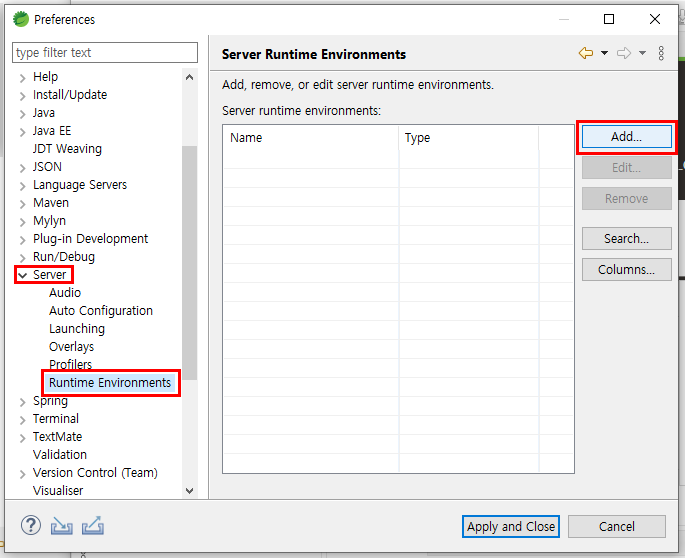 Preferences
type filter text
Help
Install/Update
Java
Java EE
JDT Weaving
JSON
Language Servers
Maven
Mylyn
Plug-in Development
Run/Debug
Server
Audio
Auto Configuration
Launching
Overlays
Profilers
Runtime Environments
Spring
Terminal
TextMate
Validation
Version Control (Team)
Visualiser
Server Runtime Environments
Add, remove, or edit server runtime environments.
Server runtime environments:
Name Type
Add...
Edit...
Remove
Search...
Columns...
Apply and Close Cancel